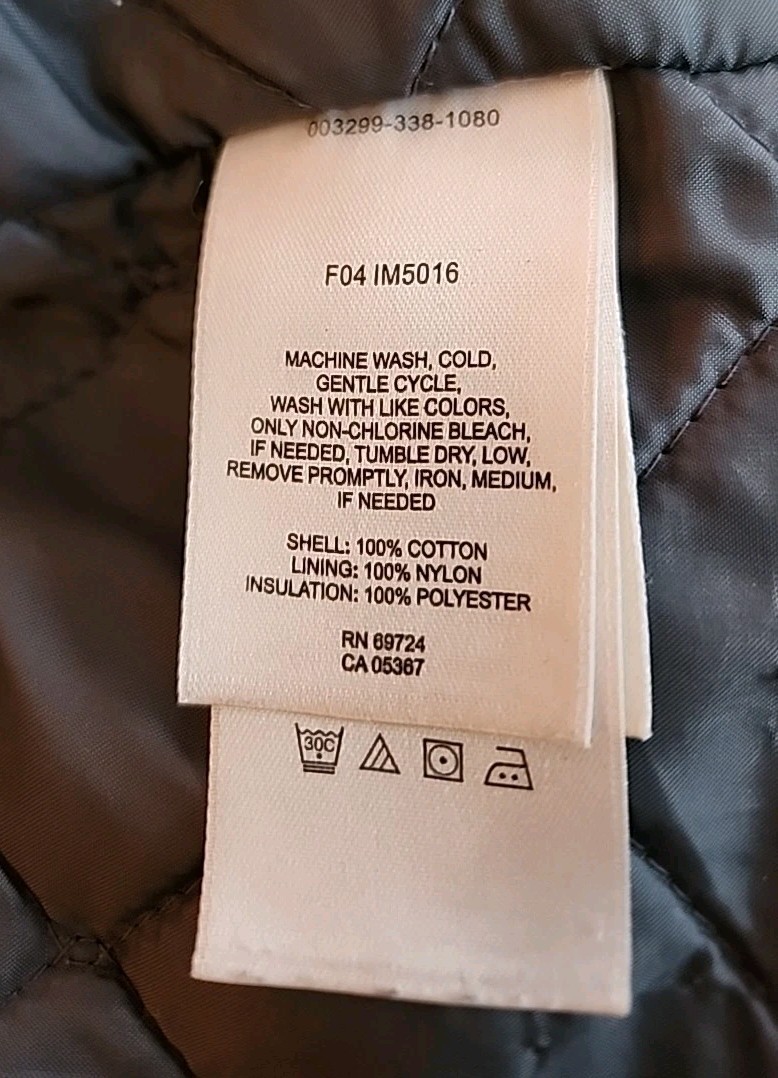 003299-338-1080
F04 IM5016
MACHINE WASH, COLD,
GENTLE CYCLE,
WASH WITH LIKE COLORS,
ONLY NON-CHLORINE BLEACH,
IF NEEDED, TUMBLE DRY, LOW,
REMOVE PROMPTLY, IRON, MEDIUM,
IF NEEDED
SHELL: 100% COTTON
LINING: 100% NYLON
INSULATION: 100% POLYESTER
RN 69724
CA 05367
30C